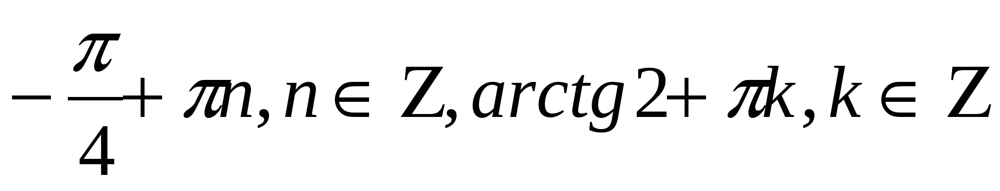 −π/4 + πn, n ∈ Z, arctg 2 + πk, k ∈ Z